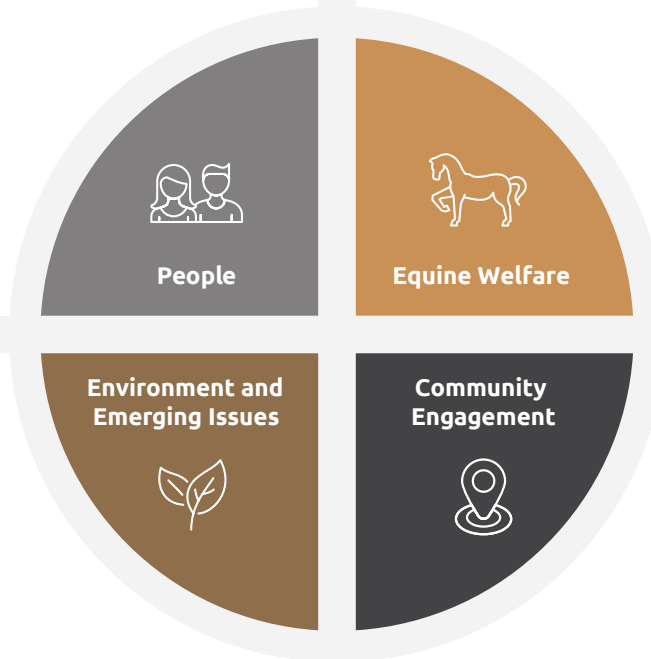 People
Equine Welfare
Environment and
Emerging Issues
Community
Engagement